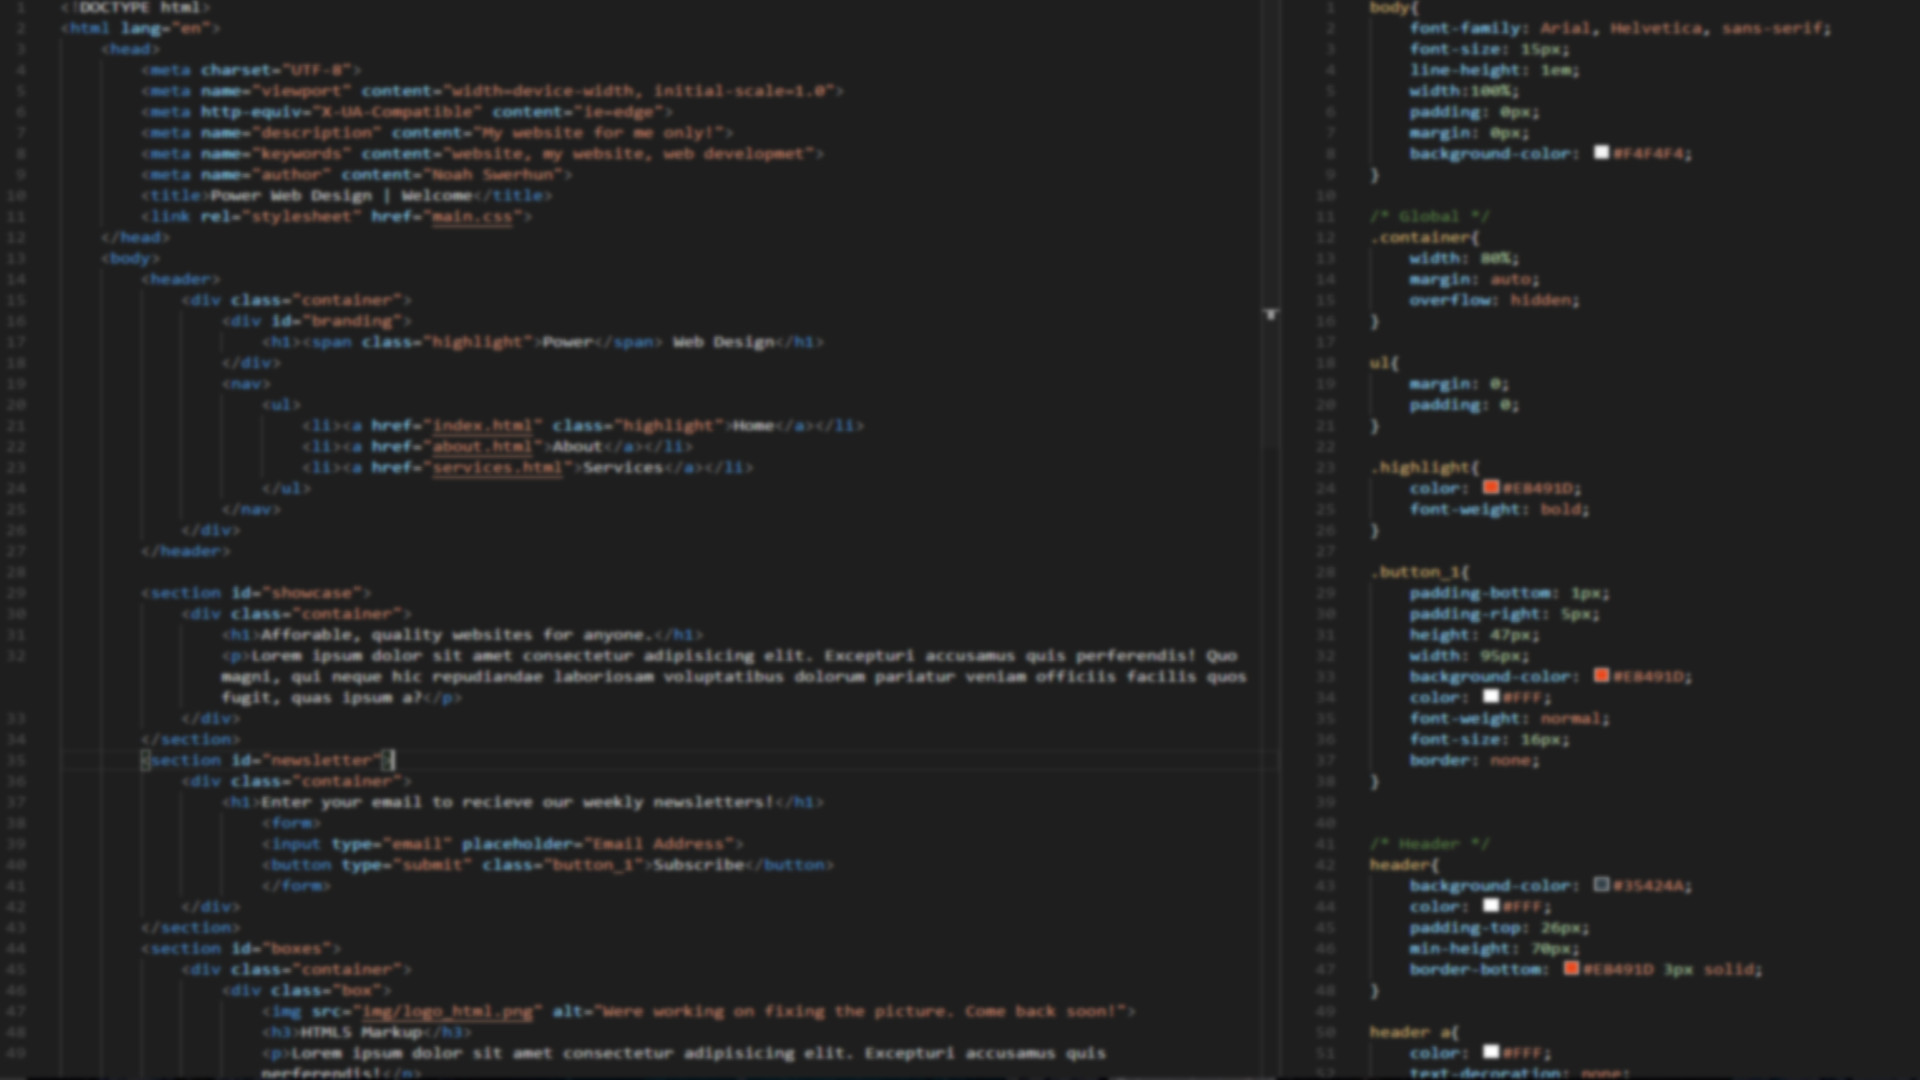 1 <!DOCTYPE html>
2 <html lang="en">
3 <head>
4 <meta charset="UTF-8">
5 <meta name="viewport" content="width=device-width, initial-scale=1.0">
6 <meta http-equiv="X-UA-Compatible" content="ie=edge">
7 <meta name="description" content="My website for me only!">
8 <meta name="keywords" content="website, my website, web developmet">
9 <meta name="author" content="Noah Swerhun">
10 <title>Power Web Design | Welcome</title>
11 <link rel="stylesheet" href="main.css">
12 </head>
13 <body>
14 <header>
15 <div class="container">
16 <div id="branding">
17 <h1><span class="highlight">Power</span> Web Design</h1>
18 </div>
19 <nav>
20 <ul>
21 <li><a href="index.html" class="highlight">Home</a></li>
22 <li><a href="about.html">About</a></li>
23 <li><a href="services.html">Services</a></li>
24 </ul>
25 </nav>
26 </div>
27 </header>
28
29 <section id="showcase">
30 <div class="container">
31 <h1>Afforable, quality websites for anyone.</h1>
32 <p>Lorem ipsum dolor sit amet consectetur adipisicing elit. Excepturi accusamus quis perferendis! Quo
magni, qui neque hic repudiandae laboriosam voluptatibus dolorum pariatur veniam officiis facilis quos
fugit, quas ipsum a?</p>
33 </div>
34 </section>
35 <section id="newsletter">
36 <div class="container">
37 <h1>Enter your email to recieve our weekly newsletters!</h1>
38 <form>
39 <input type="email" placeholder="Email Address">
40 <button type="submit" class="button_1">Subscribe</button>
41 </form>
42 </div>
43 </section>
44 <section id="boxes">
45 <div class="container">
46 <div class="box">
47 <img src="img/logo_html.png" alt="Were working on fixing the picture. Come back soon!">
48 <h3>HTML5 Markup</h3>
49 <p>Lorem ipsum dolor sit amet consectetur adipisicing elit. Excepturi accusamus quis
perferendis!</p>
1 body{
2 font-family: Arial, Helvetica, sans-serif;
3 font-size: 15px;
4 line-height: 1em;
5 width:100%;
6 padding: 0px;
7 margin: 0px;
8 background-color: #F4F4F4;
9 }
10
11 /* Global */
12 .container{
13 width: 80%;
14 margin: auto;
15 overflow: hidden;
16 }
17
18 ul{
19 margin: 0;
20 padding: 0;
21 }
22
23 .highlight{
24 color: #E8491D;
25 font-weight: bold;
26 }
27
28 .button_1{
29 padding-bottom: 1px;
30 padding-right: 5px;
31 height: 47px;
32 width: 95px;
33 background-color: #E8491D;
34 color: #FFF;
35 font-weight: normal;
36 font-size: 16px;
37 border: none;
38 }
39
40
41 /* Header */
42 header{
43 background-color: #35424A;
44 color: #FFF;
45 padding-top: 26px;
46 min-height: 70px;
47 border-bottom: #E8491D 3px solid;
48 }
49
50 header a{
51 color: #FFF;
52 text-decoration: none;